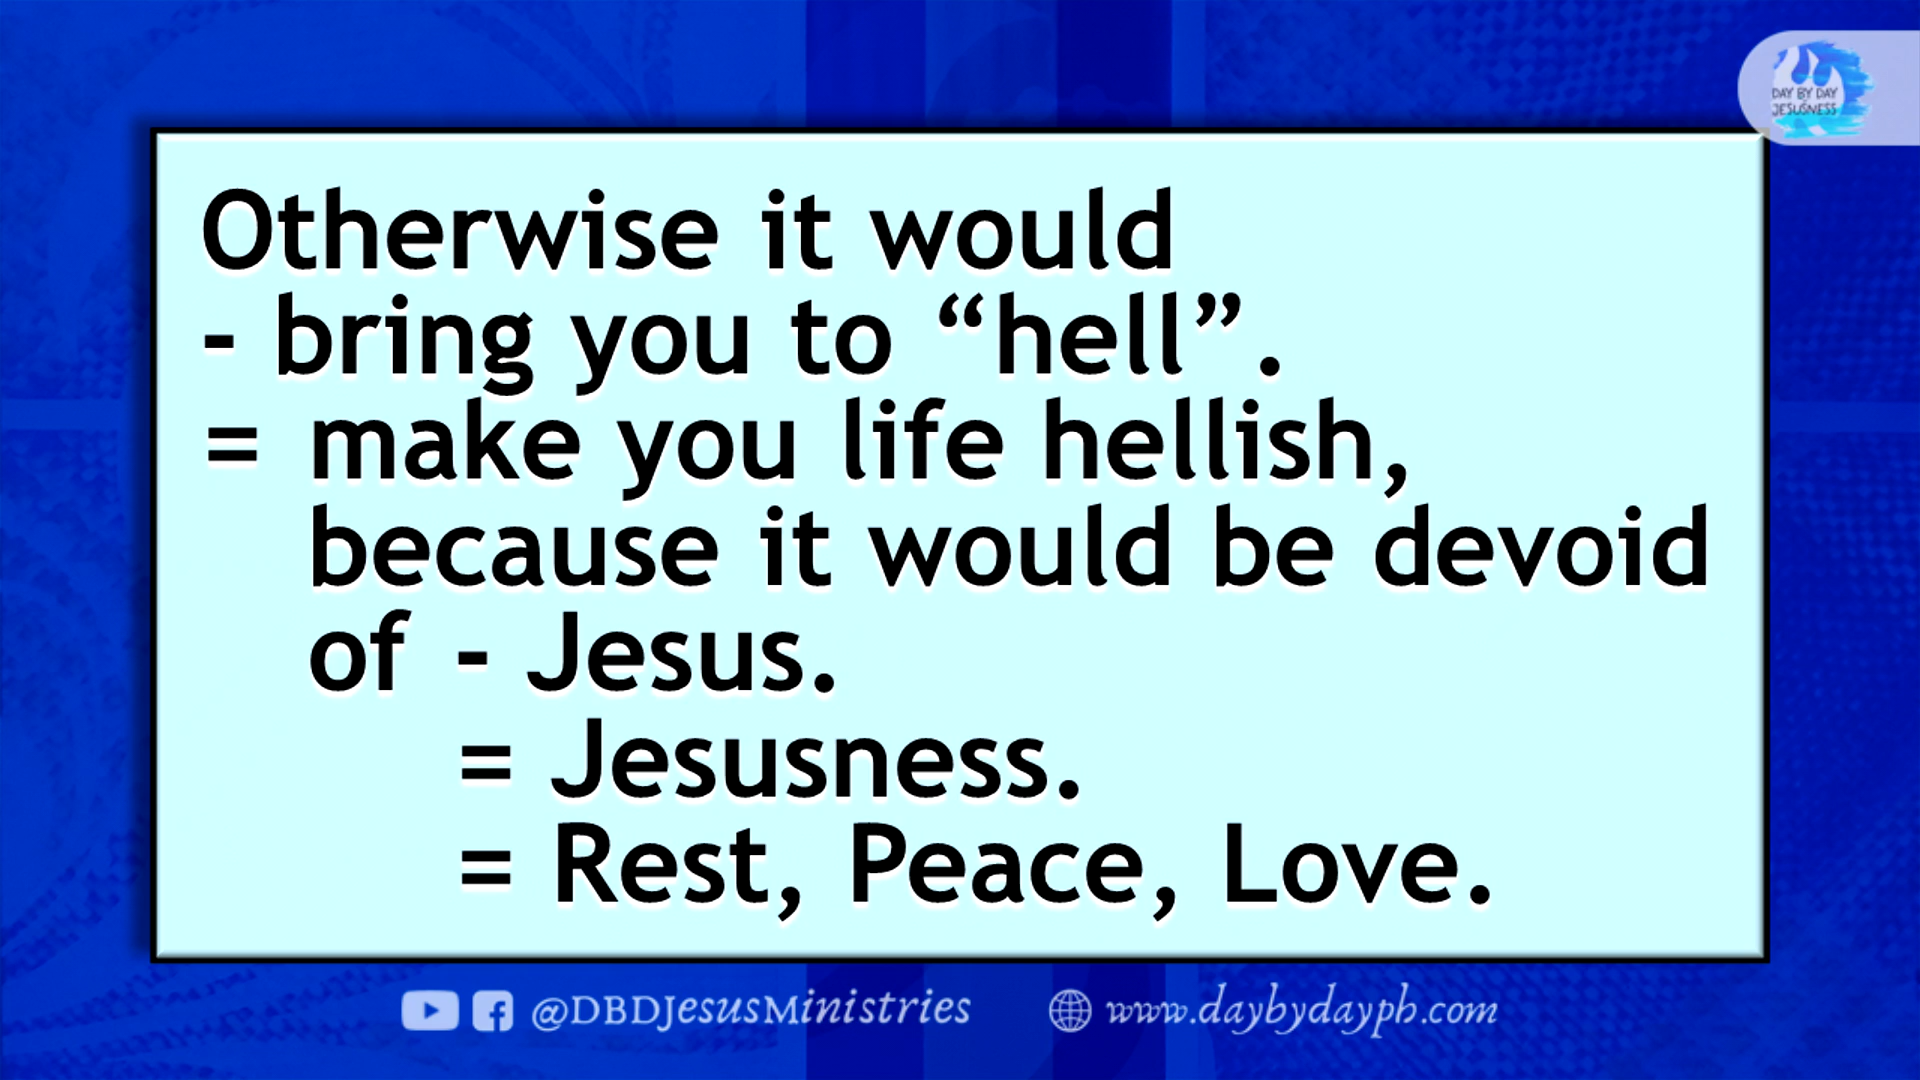 DAY BY DAY
JESUSNESS
Otherwise it would
- bring you to “hell”.
= make you life hellish,
because it would be devoid
of - Jesus.
= Jesusness.
= Rest, Peace, Love.
@DBDJesusMinistries
www.daybydayph.com